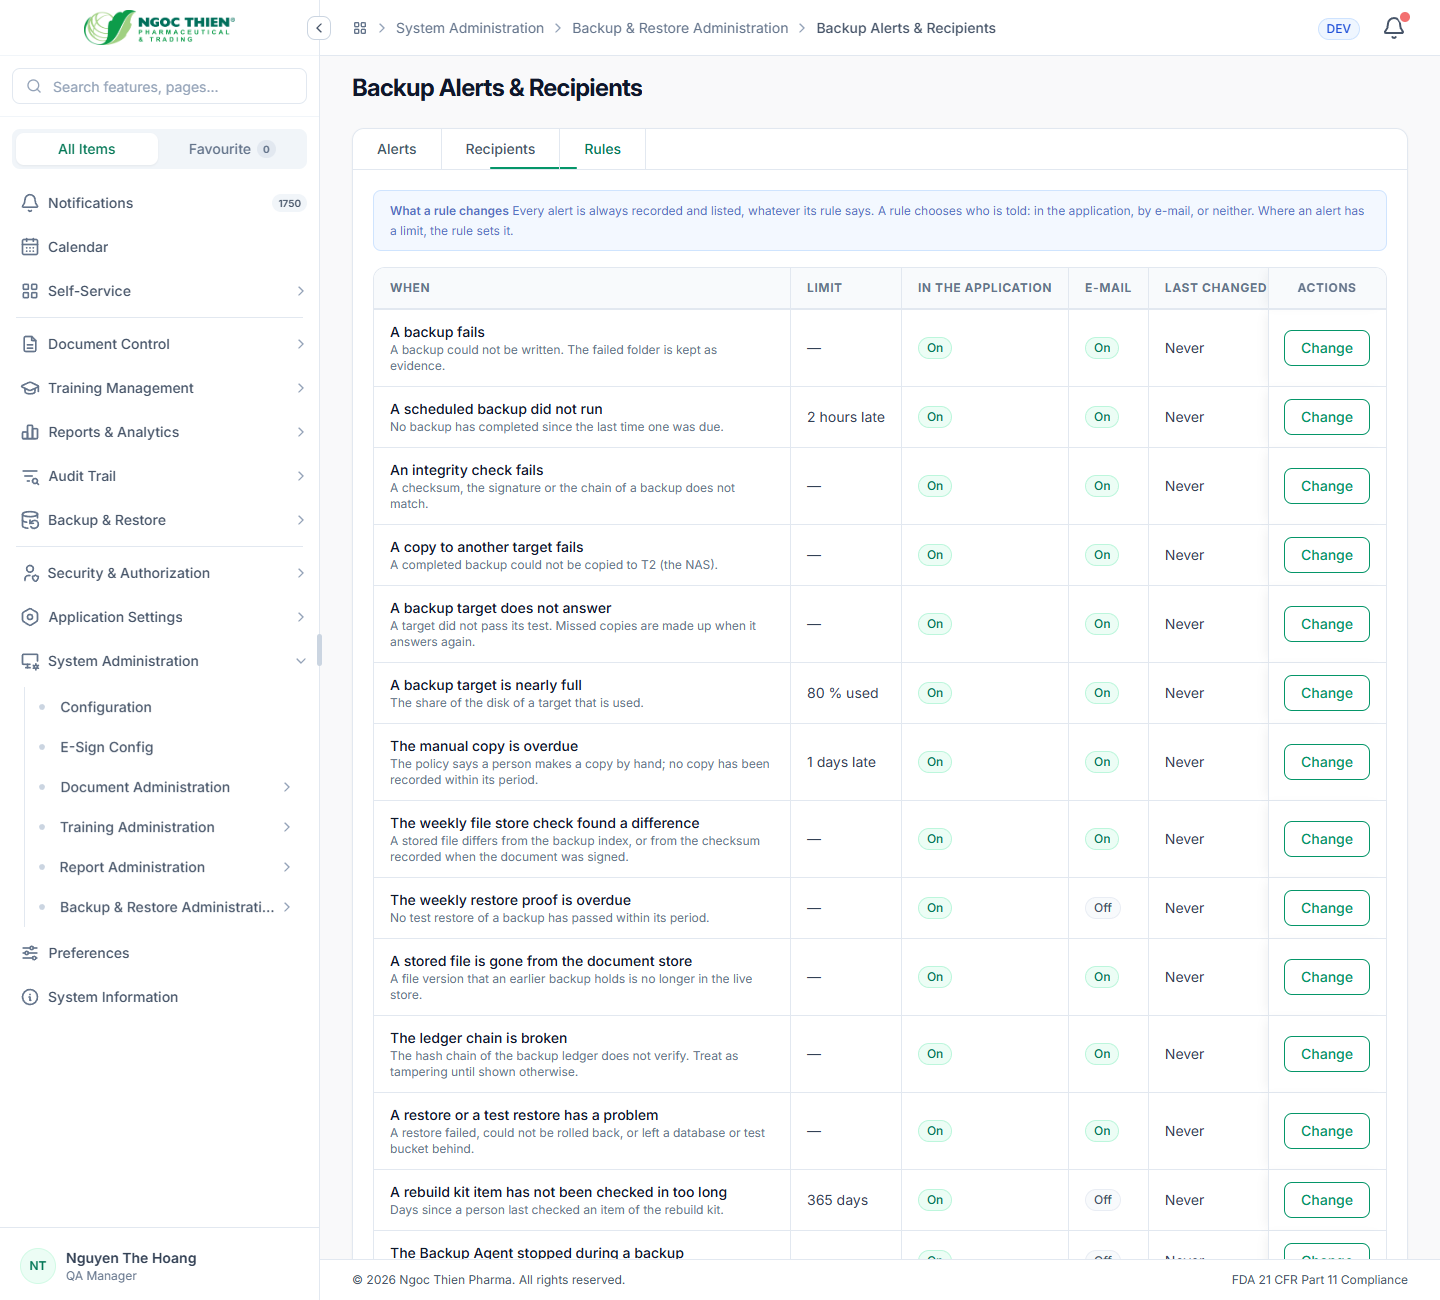 NGOC THIEN®
PHARMACEUTICAL
& TRADING
System Administration
Backup & Restore Administration
Backup Alerts & Recipients
DEV
Search features, pages...
All Items
Favourite 0
Notifications 1750
Calendar
Self-Service
Document Control
Training Management
Reports & Analytics
Audit Trail
Backup & Restore
Security & Authorization
Application Settings
System Administration
Configuration
E-Sign Config
Document Administration
Training Administration
Report Administration
Backup & Restore Administrati...
Preferences
System Information
NT
Nguyen The Hoang
QA Manager
Backup Alerts & Recipients
Alerts
Recipients
Rules
What a rule changes Every alert is always recorded and listed, whatever its rule says. A rule chooses who is told: in the application, by e-mail, or neither. Where an alert has
a limit, the rule sets it.
WHEN LIMIT IN THE APPLICATION E-MAIL LAST CHANGED ACTIONS
A backup fails
A backup could not be written. The failed folder is kept as
evidence.
— On On Never Change
A scheduled backup did not run
No backup has completed since the last time one was due.
2 hours late On On Never Change
An integrity check fails
A checksum, the signature or the chain of a backup does not
match.
— On On Never Change
A copy to another target fails
A completed backup could not be copied to T2 (the NAS).
— On On Never Change
A backup target does not answer
A target did not pass its test. Missed copies are made up when it
answers again.
— On On Never Change
A backup target is nearly full
The share of the disk of a target that is used.
80 % used On On Never Change
The manual copy is overdue
The policy says a person makes a copy by hand; no copy has been
recorded within its period.
1 days late On On Never Change
The weekly file store check found a difference
A stored file differs from the backup index, or from the checksum
recorded when the document was signed.
— On On Never Change
The weekly restore proof is overdue
No test restore of a backup has passed within its period.
— On Off Never Change
A stored file is gone from the document store
A file version that an earlier backup holds is no longer in the live
store.
— On On Never Change
The ledger chain is broken
The hash chain of the backup ledger does not verify. Treat as
tampering until shown otherwise.
— On On Never Change
A restore or a test restore has a problem
A restore failed, could not be rolled back, or left a database or test
bucket behind.
— On On Never Change
A rebuild kit item has not been checked in too long
Days since a person last checked an item of the rebuild kit.
365 days On Off Never Change
The Backup Agent stopped during a backup
On Off Never Change
© 2026 Ngoc Thien Pharma. All rights reserved.
FDA 21 CFR Part 11 Compliance